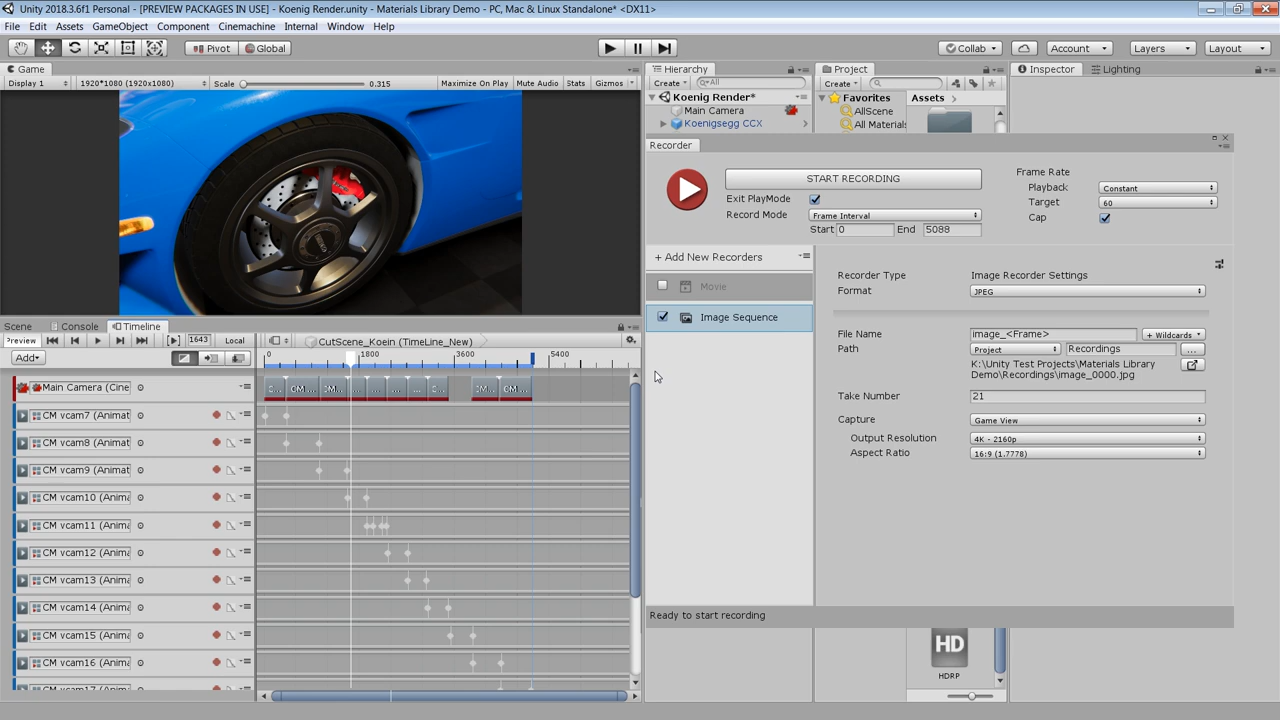 Unity 2018.3.6f1 Personal - [PREVIEW PACKAGES IN USE] - Koenig Render.unity - Materials Library Demo - PC, Mac & Linux Standalone* <DX11>
File Edit Assets GameObject Component Cinemachine Internal Window Help
Pivot Global Collab Account Layers Layout
Game Hierarchy Project Inspector Lighting
Display 1 1920*1080 (1920x1080) Scale 0.315 Maximize On Play Mute Audio Stats Gizmos Create All Create
Koenig Render* Favorites Assets
Main Camera AllScene
Koenigsegg CCX All Materials
Recorder
START RECORDING
Exit PlayMode
Record Mode Frame Interval
Start 0 End 5088
Frame Rate
Playback Constant
Target 60
Cap
+ Add New Recorders
Movie
Image Sequence
Recorder Type Image Recorder Settings
Format JPEG
File Name image_<Frame> + Wildcards
Path Project Recordings ...
K:\Unity Test Projects\Materials Library
Demo\Recordings\image_0000.jpg
Take Number 21
Capture Game View
Output Resolution 4K - 2160p
Aspect Ratio 16:9 (1.7778)
Ready to start recording
HD
HDRP
Scene Console Timeline
Preview 1643 Local CutScene_Koein (TimeLine_New)
Add 0 1800 3600 5400
Main Camera (Cine
CM vcam7 (Animat
CM vcam8 (Animat
CM vcam9 (Animat
CM vcam10 (Anima
CM vcam11 (Anima
CM vcam12 (Anima
CM vcam13 (Anima
CM vcam14 (Anima
CM vcam15 (Anima
CM vcam16 (Anima